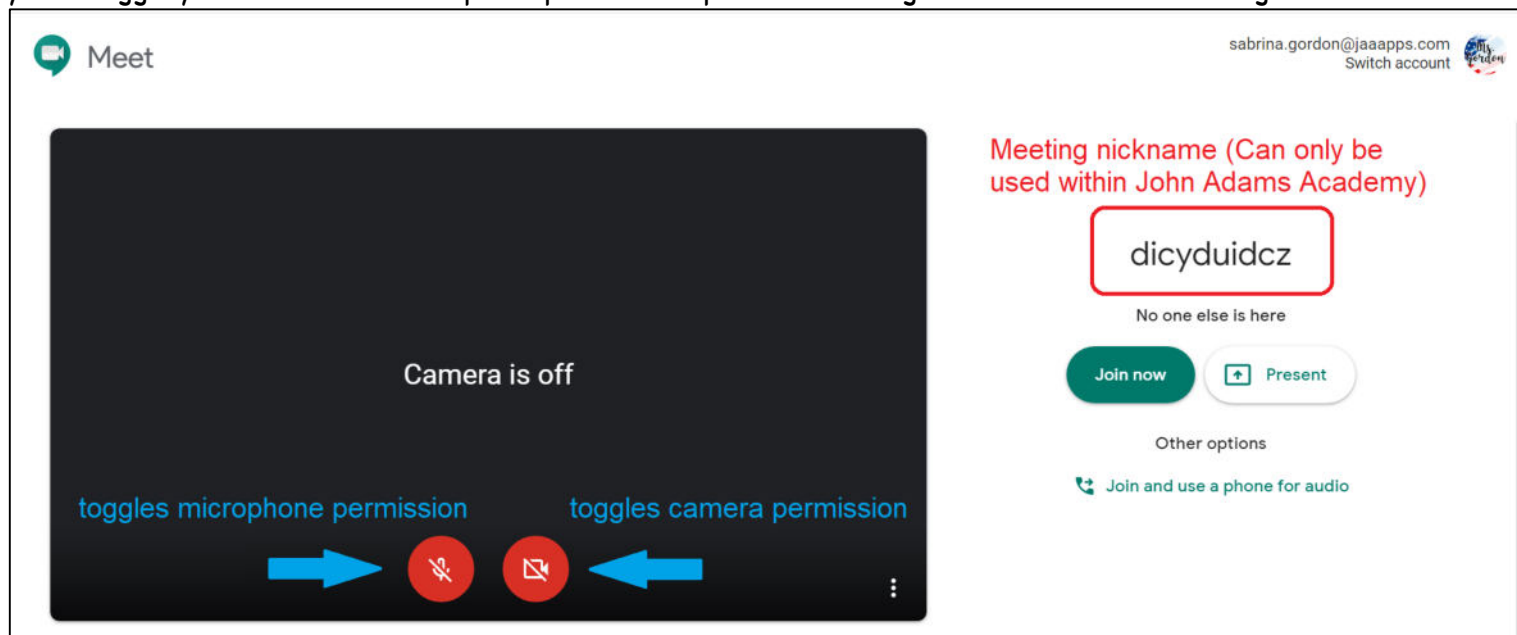 Meet
sabrina.gordon@jaaapps.com
Switch account
Ms.
Gordon
Meeting nickname (Can only be
used within John Adams Academy)
dicyduidcz
No one else is here
Camera is off
Join now
Present
Other options
Join and use a phone for audio
toggles microphone permission
toggles camera permission